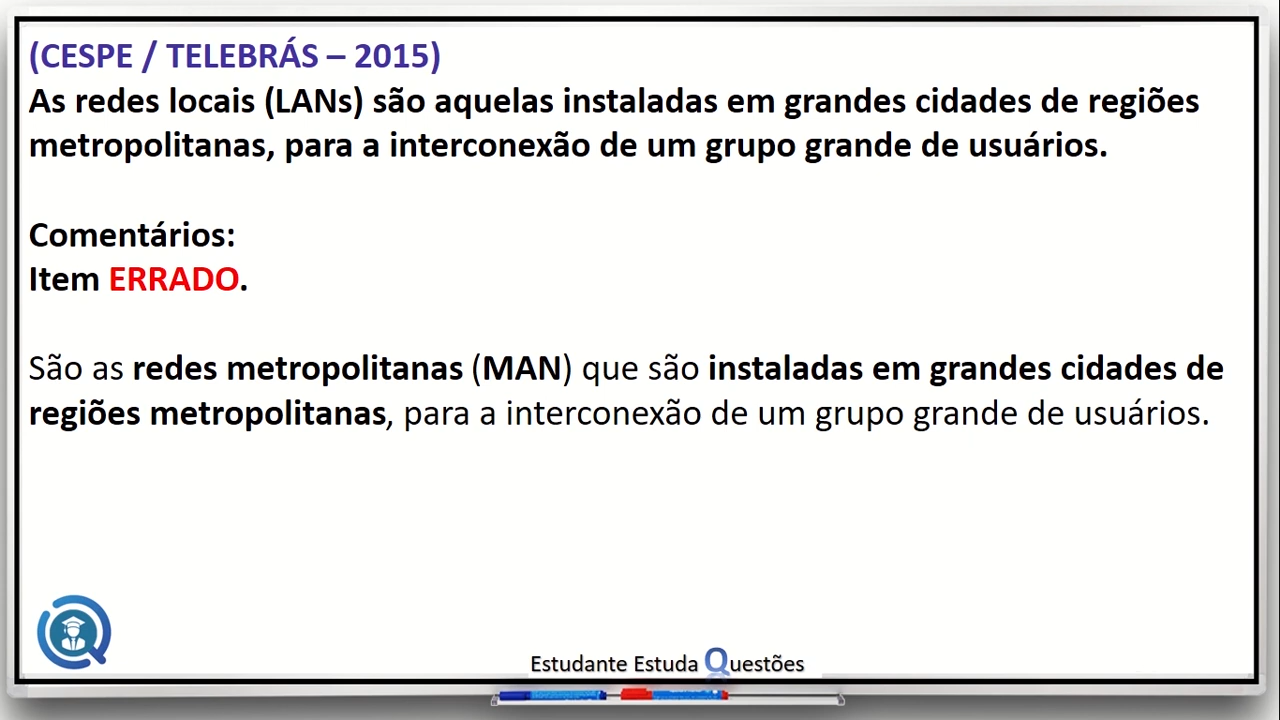 (CESPE / TELEBRÁS – 2015)
As redes locais (LANs) são aquelas instaladas em grandes cidades de regiões
metropolitanas, para a interconexão de um grupo grande de usuários.
Comentários:
Item ERRADO.
São as redes metropolitanas (MAN) que são instaladas em grandes cidades de
regiões metropolitanas, para a interconexão de um grupo grande de usuários.
Estudante Estuda Questões